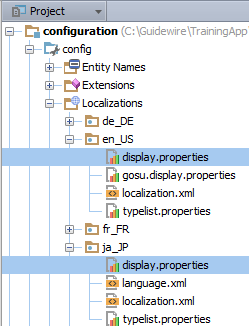 Project
configuration (C:\Guidewire\TrainingApp
config
Entity Names
Extensions
Localizations
de_DE
en_US
display.properties
gosu.display.properties
localization.xml
typelist.properties
fr_FR
ja_JP
display.properties
language.xml
localization.xml
typelist.properties